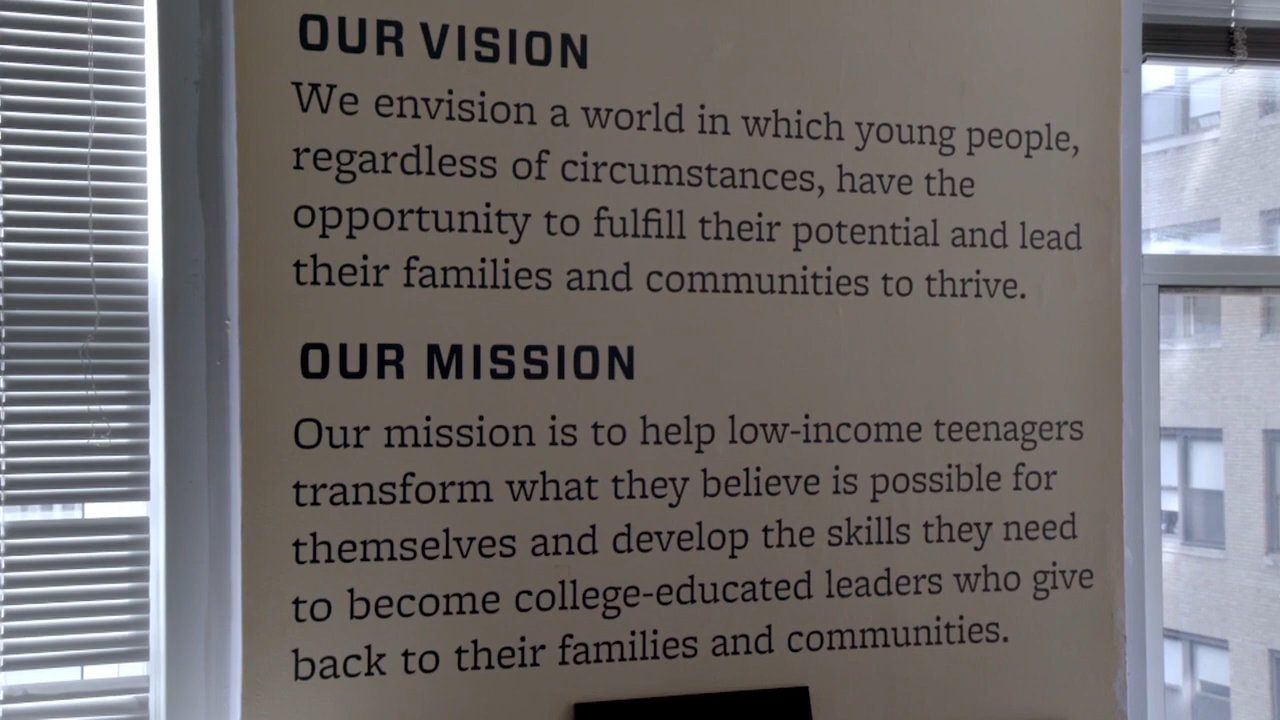 OUR VISION
We envision a world in which young people,
regardless of circumstances, have the
opportunity to fulfill their potential and lead
their families and communities to thrive.
OUR MISSION
Our mission is to help low-income teenagers
transform what they believe is possible for
themselves and develop the skills they need
to become college-educated leaders who give
back to their families and communities.